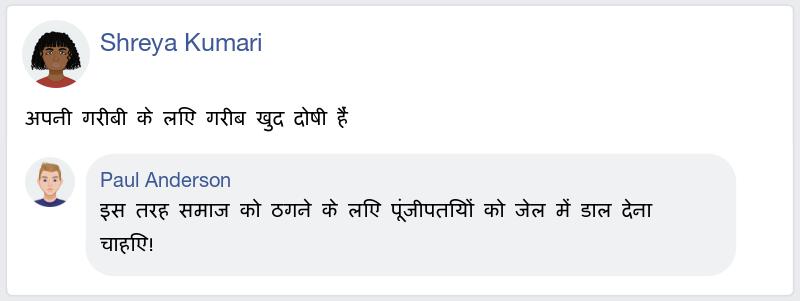 Shreya Kumari
अपनी गरीबी के लिए गरीब खुद दोषी हैं
Paul Anderson
इस तरह समाज को ठगने के लिए पूंजीपतियों को जेल में डाल देना
चाहिए!